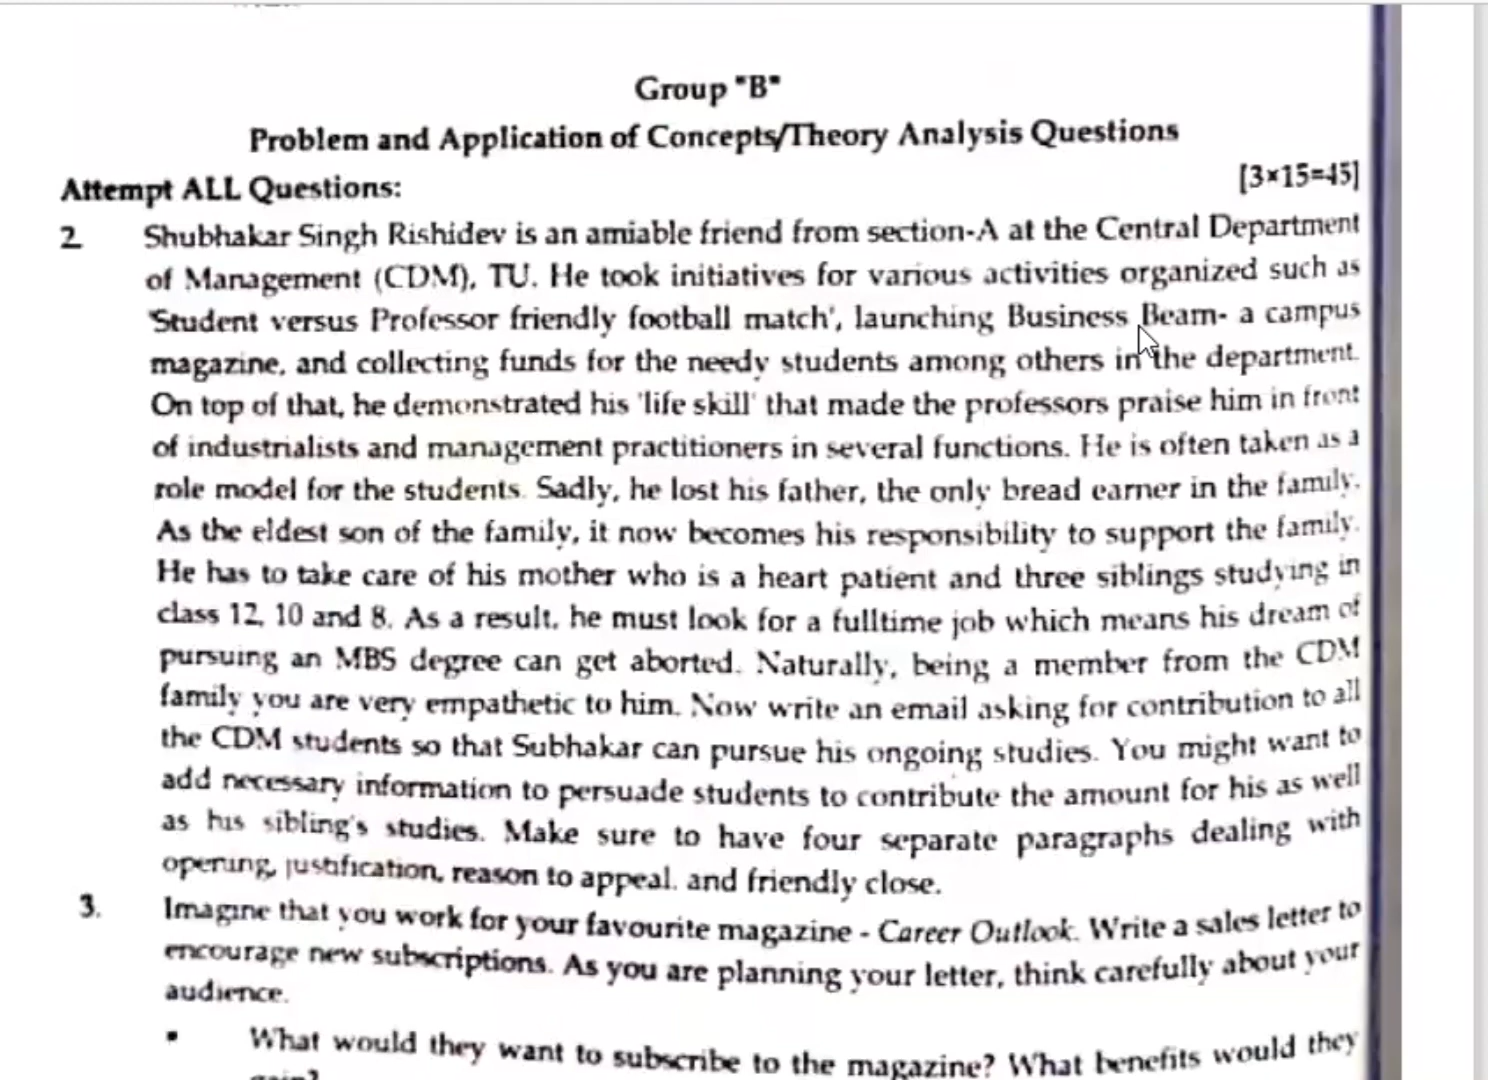 Group "B"
Problem and Application of Concepts/Theory Analysis Questions
Attempt ALL Questions:
[3×15=45]
2. Shubhakar Singh Rishidev is an amiable friend from section-A at the Central Department
of Management (CDM), TU. He took initiatives for various activities organized such as
'Student versus Professor friendly football match', launching Business Beam- a campus
magazine, and collecting funds for the needy students among others in the department.
On top of that, he demonstrated his 'life skill' that made the professors praise him in front
of industrialists and management practitioners in several functions. He is often taken as a
role model for the students. Sadly, he lost his father, the only bread earner in the family.
As the eldest son of the family, it now becomes his responsibility to support the family.
He has to take care of his mother who is a heart patient and three siblings studying in
class 12, 10 and 8. As a result, he must look for a fulltime job which means his dream of
pursuing an MBS degree can get aborted. Naturally, being a member from the CDM
family you are very empathetic to him. Now write an email asking for contribution to all
the CDM students so that Subhakar can pursue his ongoing studies. You might want to
add necessary information to persuade students to contribute the amount for his as well
as his sibling's studies. Make sure to have four separate paragraphs dealing with
opening, justification, reason to appeal. and friendly close.
3. Imagine that you work for your favourite magazine - Career Outlook. Write a sales letter to
encourage new subscriptions. As you are planning your letter, think carefully about your
audience.
▪ What would they want to subscribe to the magazine? What benefits would they